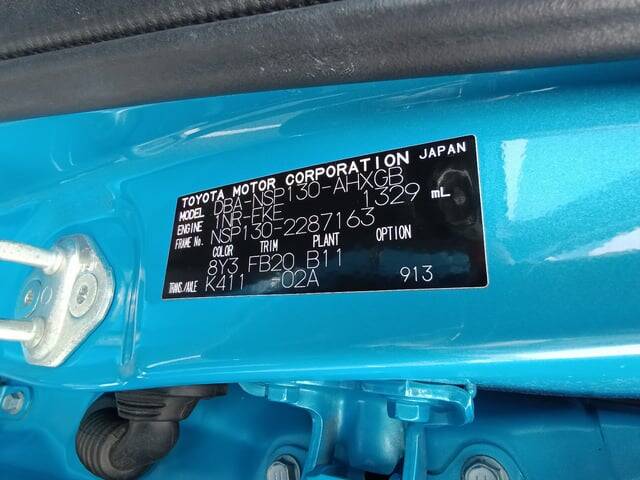 TOYOTA MOTOR CORPORATION JAPAN
MODEL DBA-NSP130-AHXGB
1NR-FKE 1329 mL
FRAME No. NSP130-2287163
COLOR TRIM PLANT OPTION
8Y3 FB20 B11
TRANS./AXLE K411 -02A 913